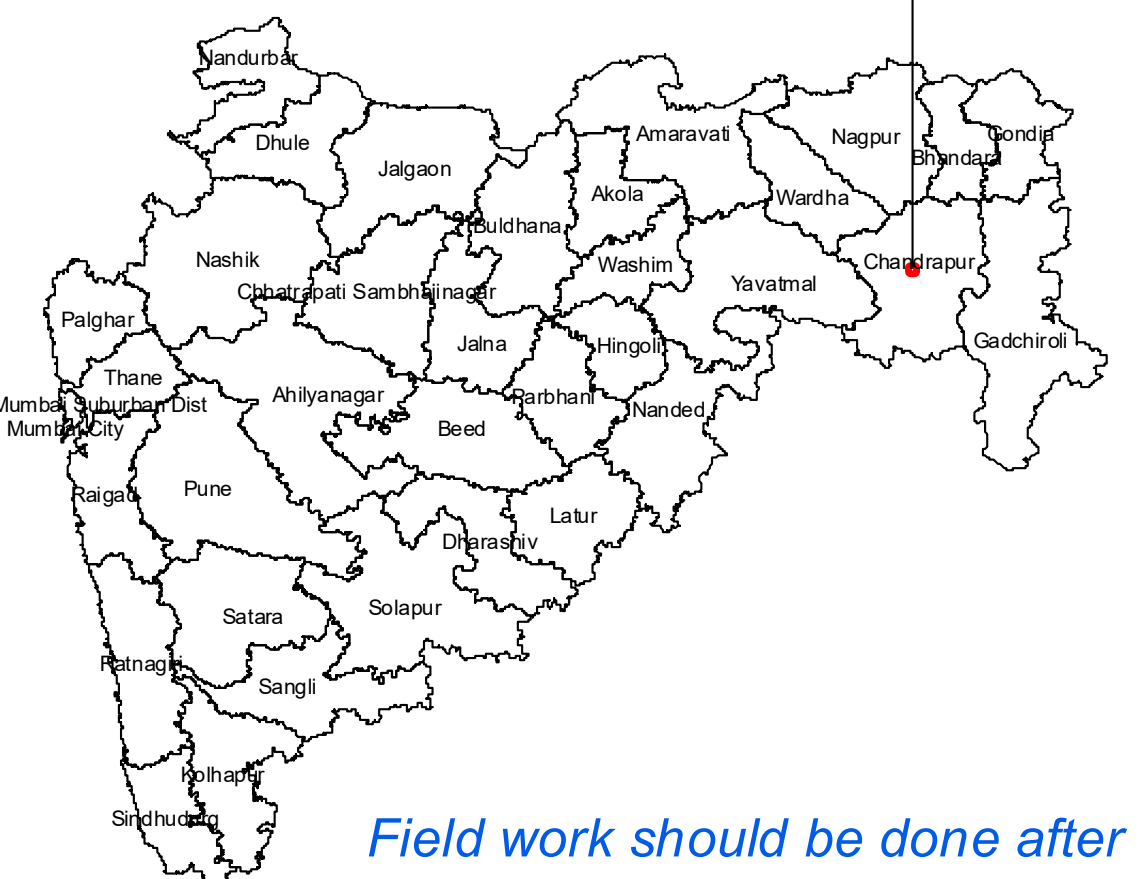 Nandurbar
Dhule
Jalgaon
Amaravati
Nagpur
Gondia
Bhandara
Akola
Wardha
Buldhana
Nashik
Washim
Chandrapur
Yavatmal
Chhatrapati Sambhajinagar
Palghar
Jalna
Hingoli
Gadchiroli
Thane
Ahilyanagar
Parbhani
Mumbai Suburban Dist
Nanded
Mumbai City
Beed
Raigad
Pune
Latur
Dharashiv
Solapur
Satara
Ratnagiri
Sangli
Kolhapur
Sindhudurg
Field work should be done after